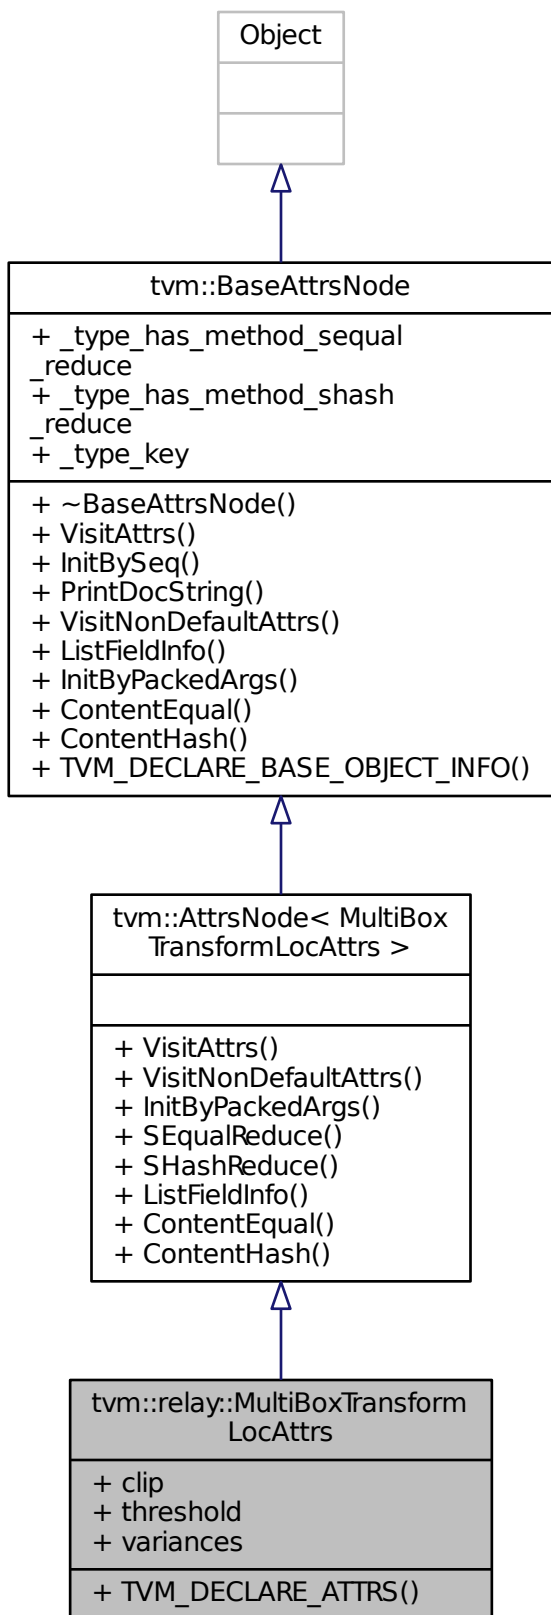 Object
tvm::BaseAttrsNode
+ _type_has_method_sequal
_reduce
+ _type_has_method_shash
_reduce
+ _type_key
+ ~BaseAttrsNode()
+ VisitAttrs()
+ InitBySeq()
+ PrintDocString()
+ VisitNonDefaultAttrs()
+ ListFieldInfo()
+ InitByPackedArgs()
+ ContentEqual()
+ ContentHash()
+ TVM_DECLARE_BASE_OBJECT_INFO()
tvm::AttrsNode< MultiBox
TransformLocAttrs >
+ VisitAttrs()
+ VisitNonDefaultAttrs()
+ InitByPackedArgs()
+ SEqualReduce()
+ SHashReduce()
+ ListFieldInfo()
+ ContentEqual()
+ ContentHash()
tvm::relay::MultiBoxTransform
LocAttrs
+ clip
+ threshold
+ variances
+ TVM_DECLARE_ATTRS()